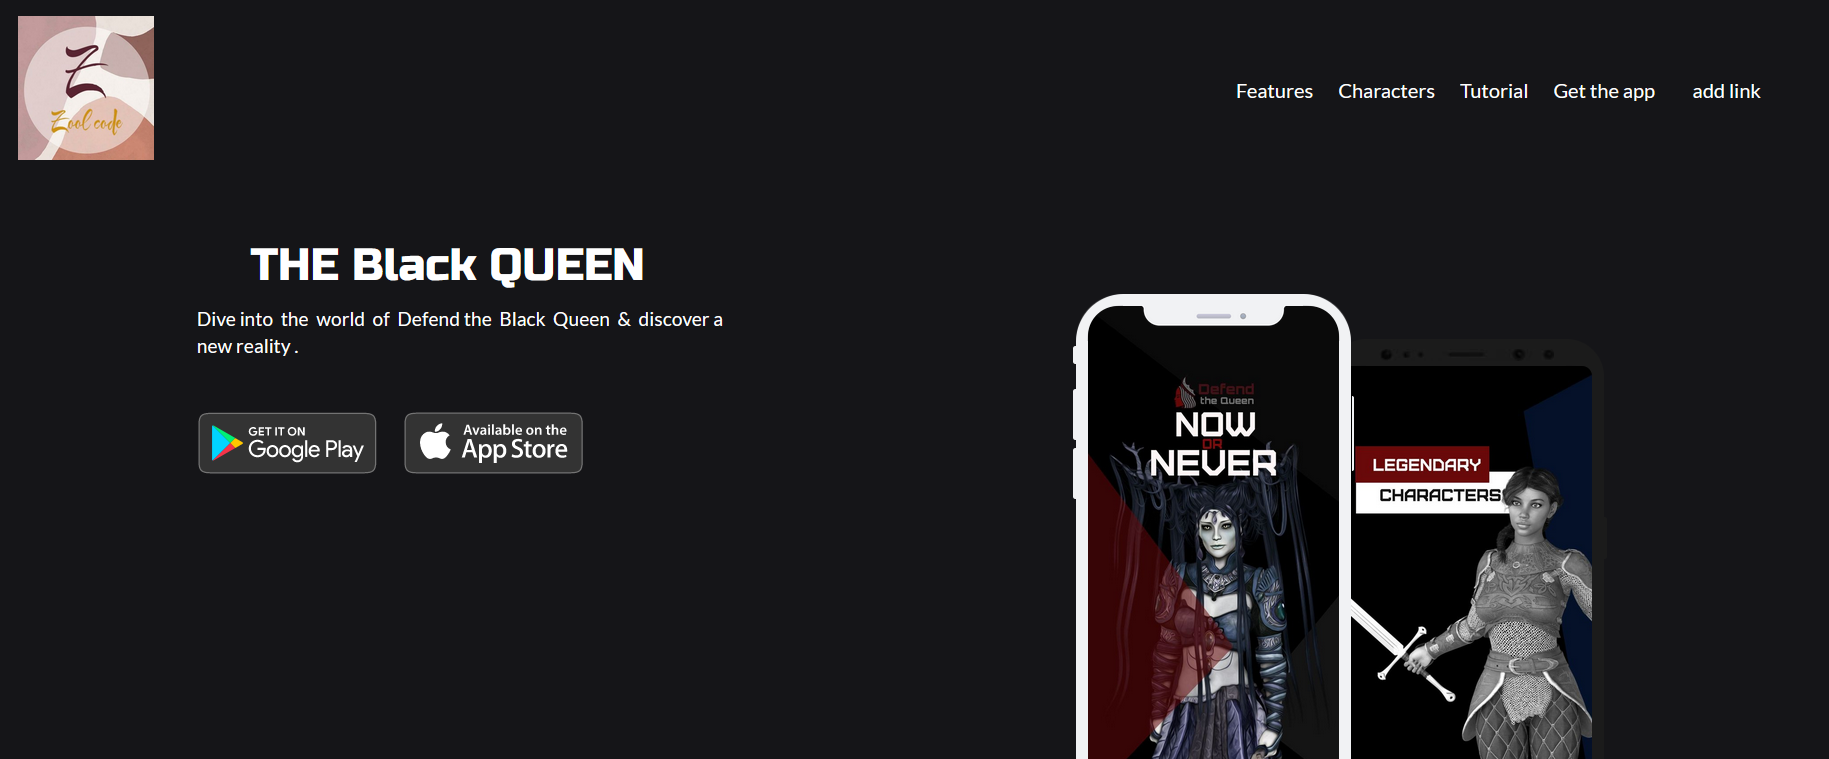 Z
Zool code
Features Characters Tutorial Get the app add link
THE Black QUEEN
Dive into the world of Defend the Black Queen & discover a
new reality .
GET IT ON
Google Play
Available on the
App Store
Defend
the Queen
NOW
OR
NEVER
LEGENDARY
CHARACTERS